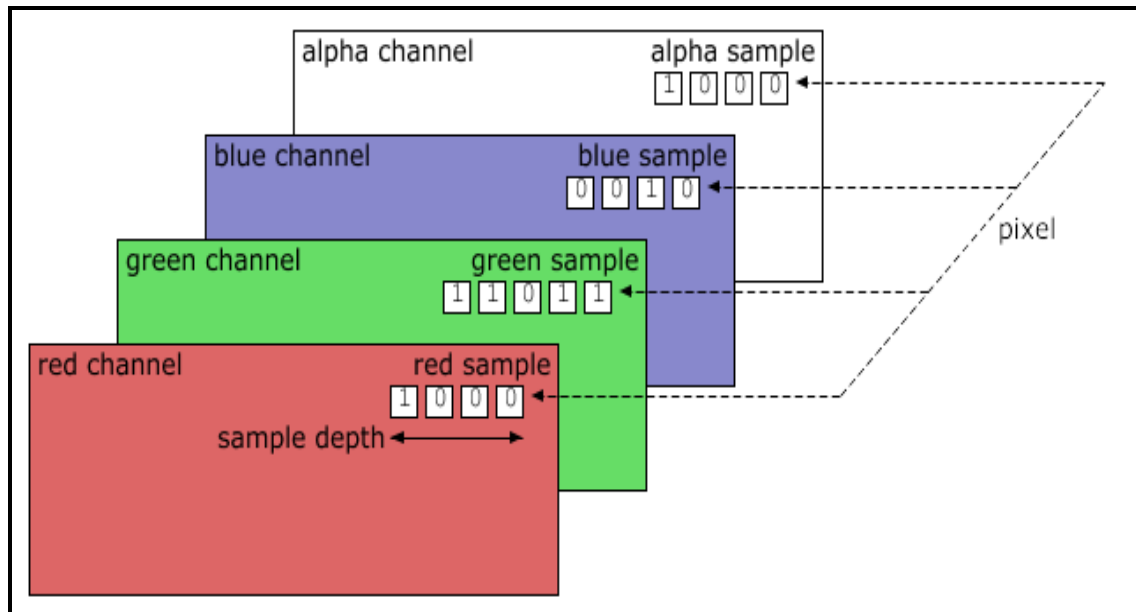 alpha channel alpha sample
1 0 0 0
blue channel blue sample
0 0 1 0
pixel
green channel green sample
1 1 0 1 1
red channel red sample
1 0 0 0
sample depth